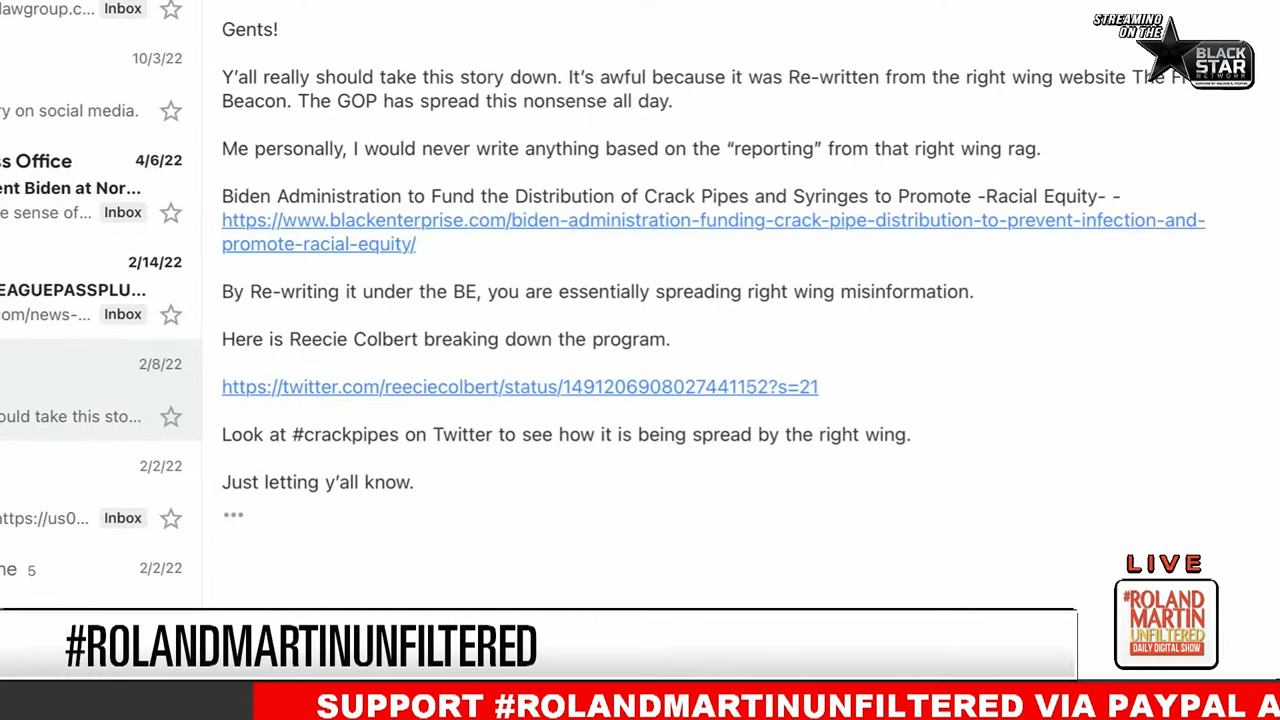 lawgroup.c... Inbox
10/3/22
ry on social media.
ss Office 4/6/22
ent Biden at Nor...
e sense of... Inbox
2/14/22
EAGUEPASSPLU...
com/news-... Inbox
2/8/22
ould take this sto...
2/2/22
https://us0... Inbox
ne 5 2/2/22
Gents!
Y'all really should take this story down. It's awful because it was Re-written from the right wing website The
Beacon. The GOP has spread this nonsense all day.
Me personally, I would never write anything based on the “reporting” from that right wing rag.
Biden Administration to Fund the Distribution of Crack Pipes and Syringes to Promote -Racial Equity- -
https://www.blackenterprise.com/biden-administration-funding-crack-pipe-distribution-to-prevent-infection-and-
promote-racial-equity/
By Re-writing it under the BE, you are essentially spreading right wing misinformation.
Here is Reecie Colbert breaking down the program.
https://twitter.com/reeciecolbert/status/1491206908027441152?s=21
Look at #crackpipes on Twitter to see how it is being spread by the right wing.
Just letting y'all know.
•••
STREAMING
ON THE
BLACK
STAR
NETWORK
LIVE
#ROLAND
MARTIN
UNFILTERED
DAILY DIGITAL SHOW
#ROLANDMARTINUNFILTERED
SUPPORT #ROLANDMARTINUNFILTERED VIA PAYPAL A